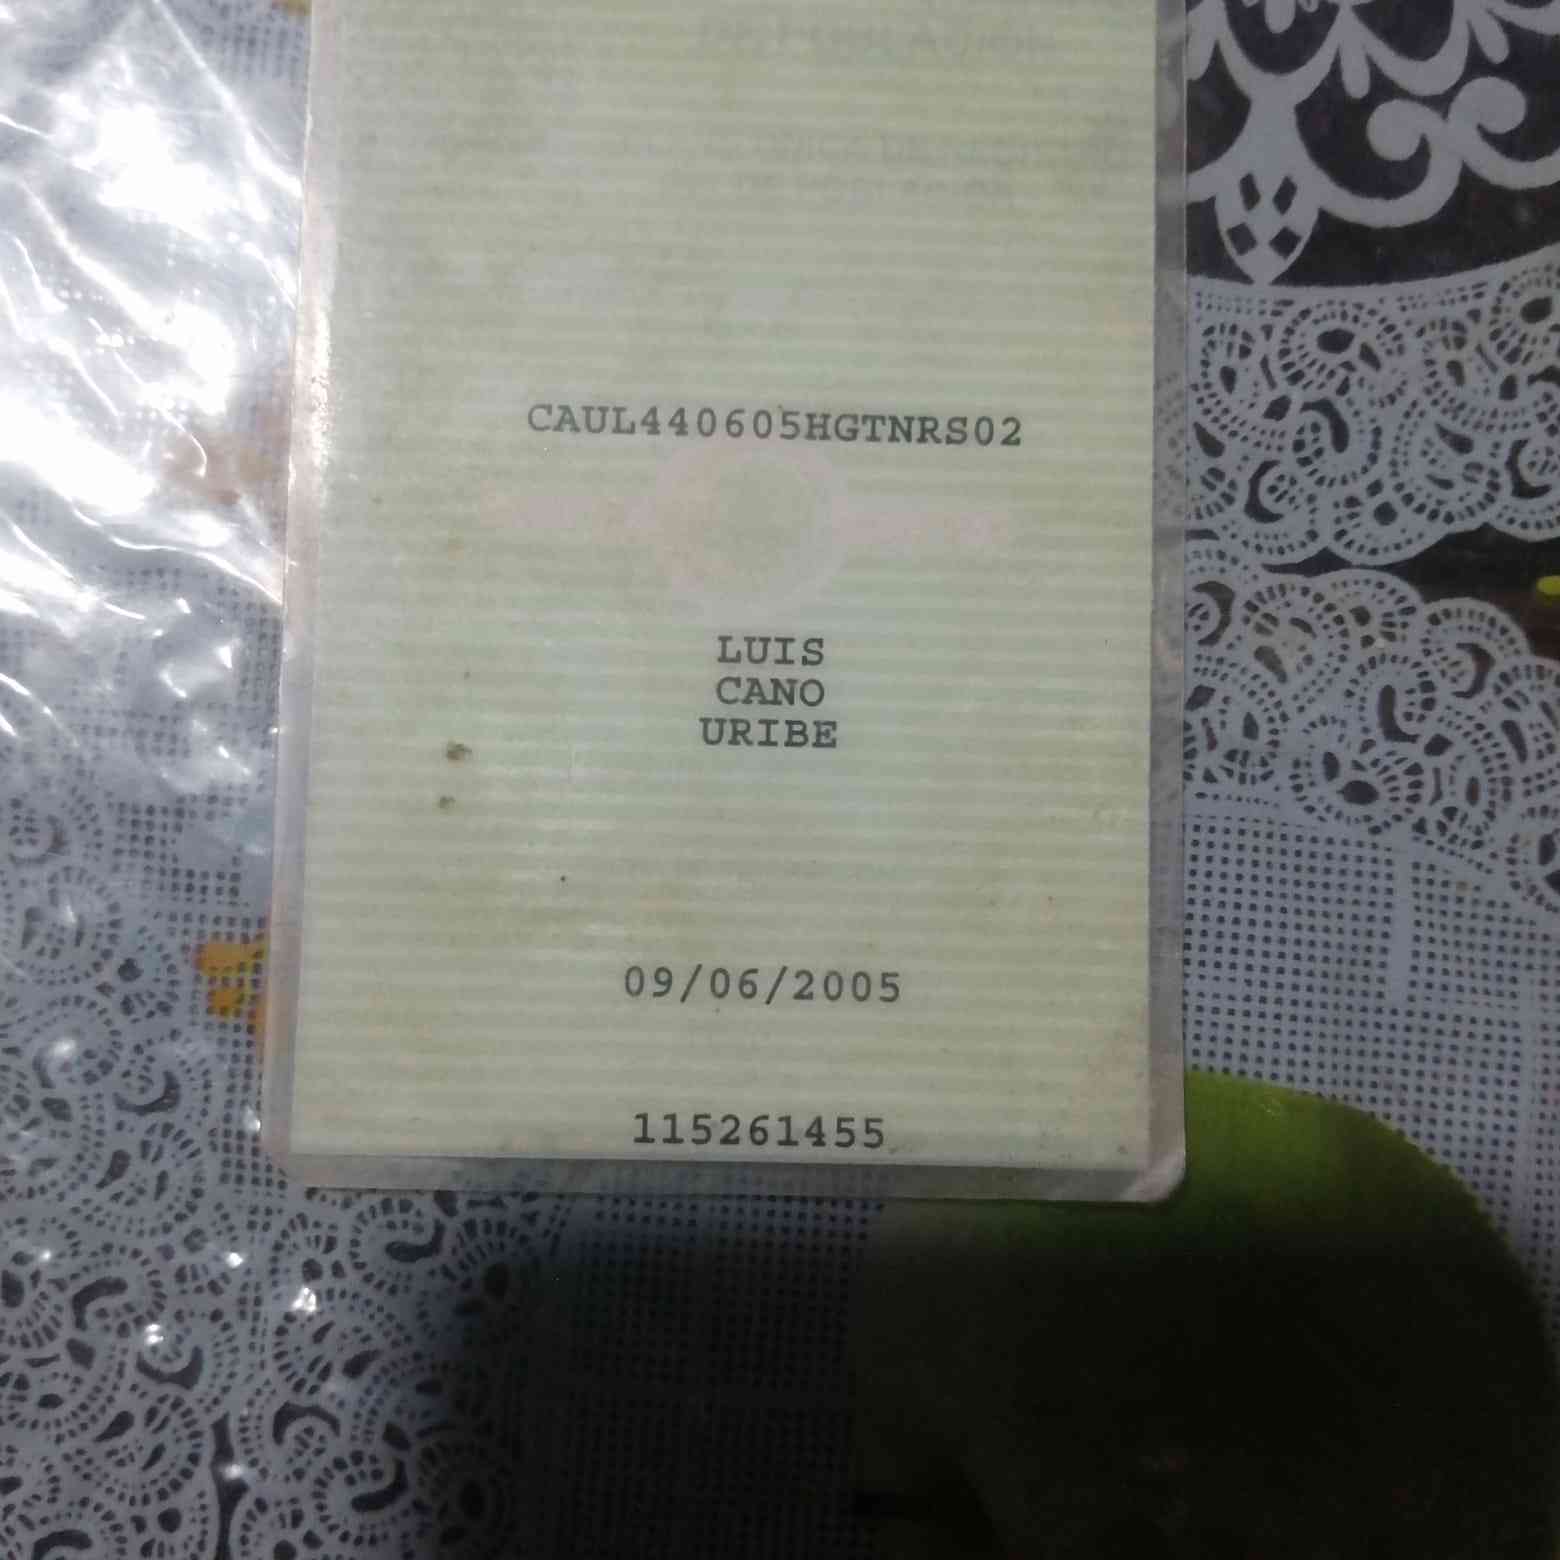 CAUL440605HGTNRS02
LUIS
CANO
URIBE
09/06/2005
115261455